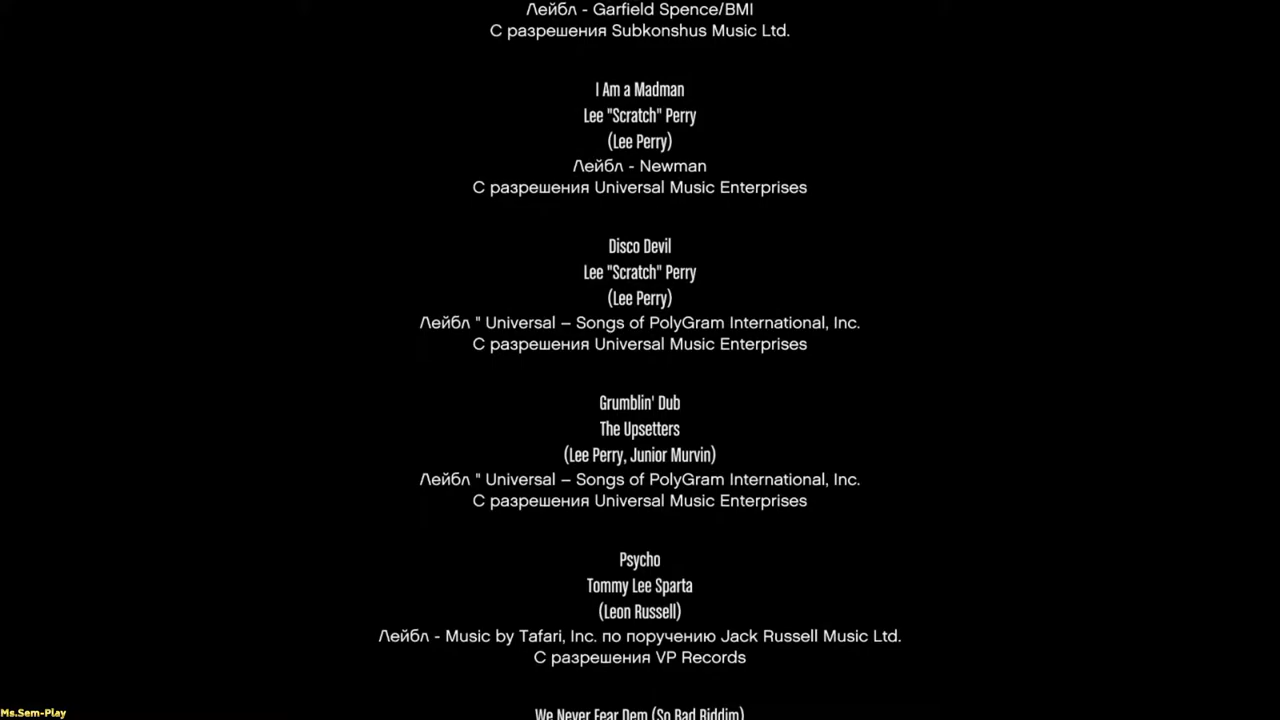 Лейбл - Garfield Spence/BMI
С разрешения Subkonshus Music Ltd.
I Am a Madman
Lee "Scratch" Perry
(Lee Perry)
Лейбл - Newman
С разрешения Universal Music Enterprises
Disco Devil
Lee "Scratch" Perry
(Lee Perry)
Лейбл " Universal – Songs of PolyGram International, Inc.
С разрешения Universal Music Enterprises
Grumblin' Dub
The Upsetters
(Lee Perry, Junior Murvin)
Лейбл " Universal – Songs of PolyGram International, Inc.
С разрешения Universal Music Enterprises
Psycho
Tommy Lee Sparta
(Leon Russell)
Лейбл - Music by Tafari, Inc. по поручению Jack Russell Music Ltd.
С разрешения VP Records
We Never Fear Dem (So Bad Riddim)
Ms.Sem-Play